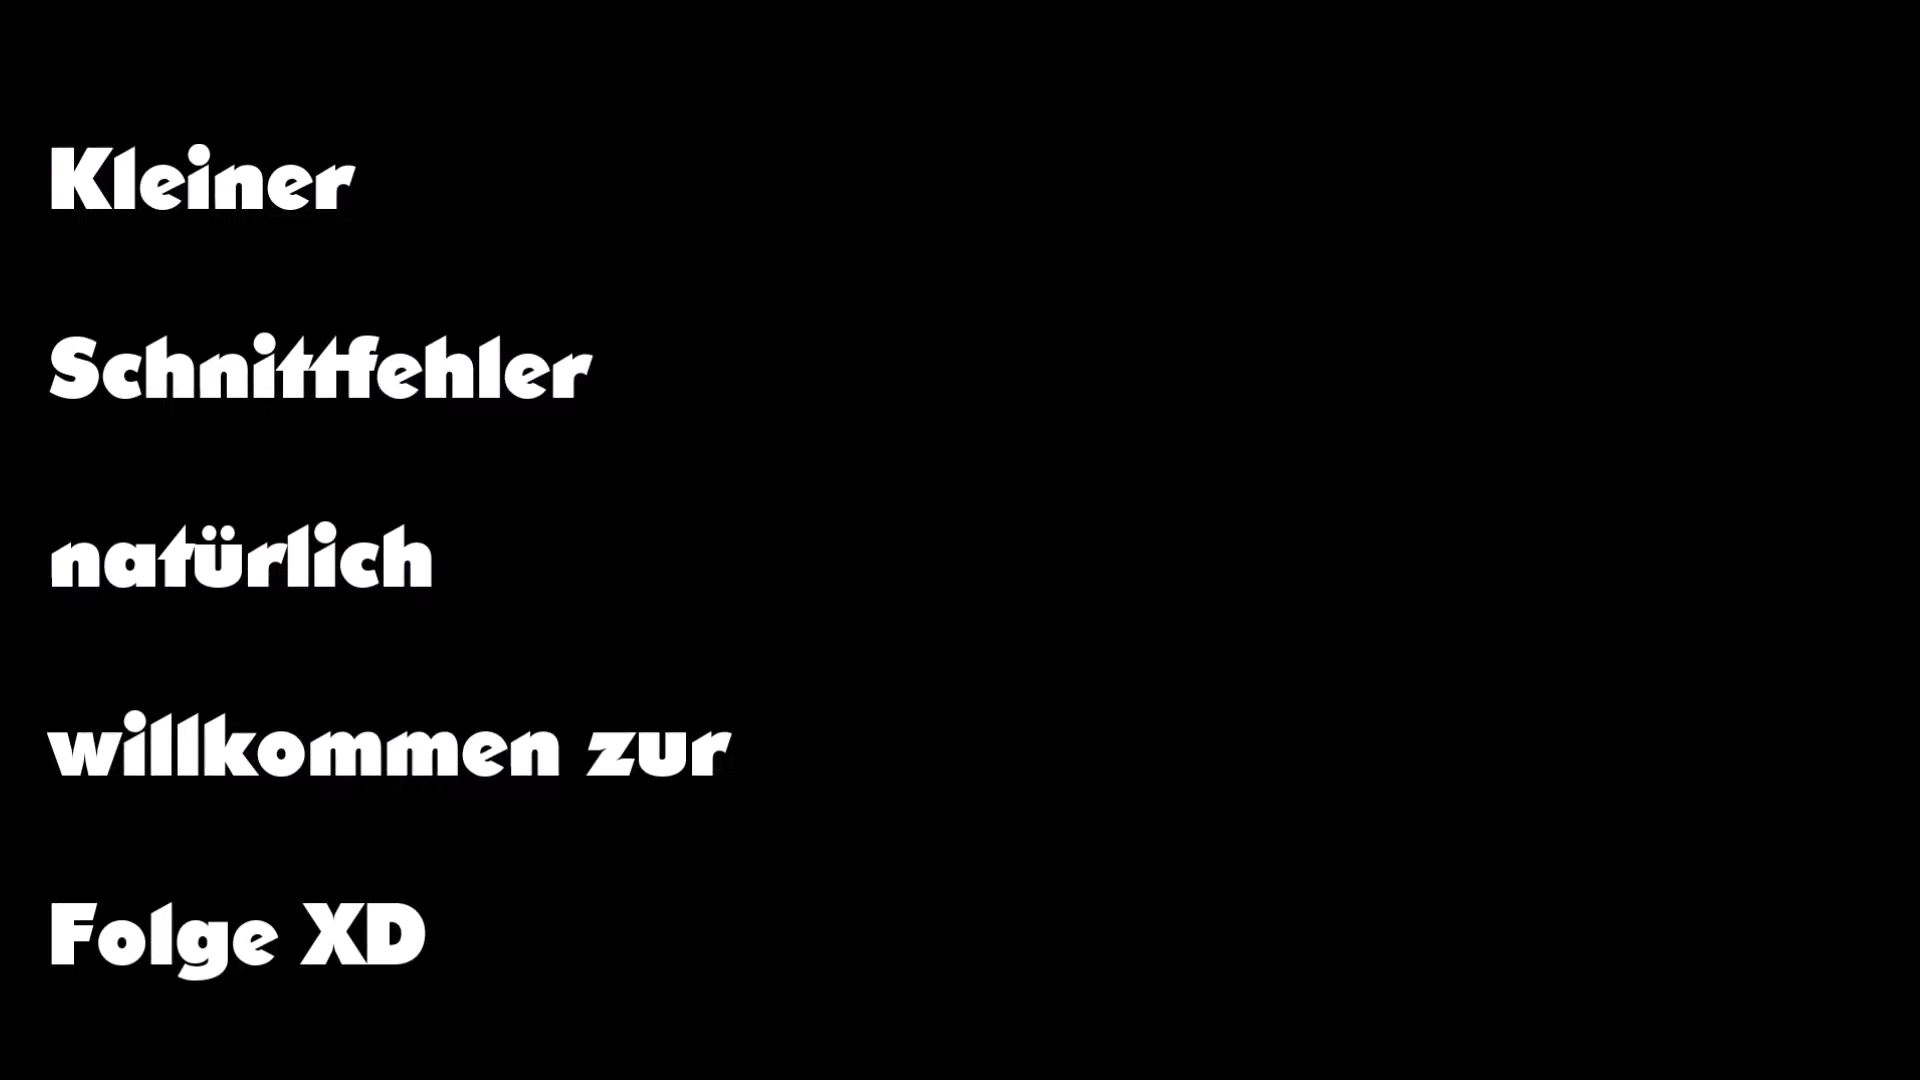 Kleiner
Schnittfehler
natürlich
willkommen zur
Folge XD